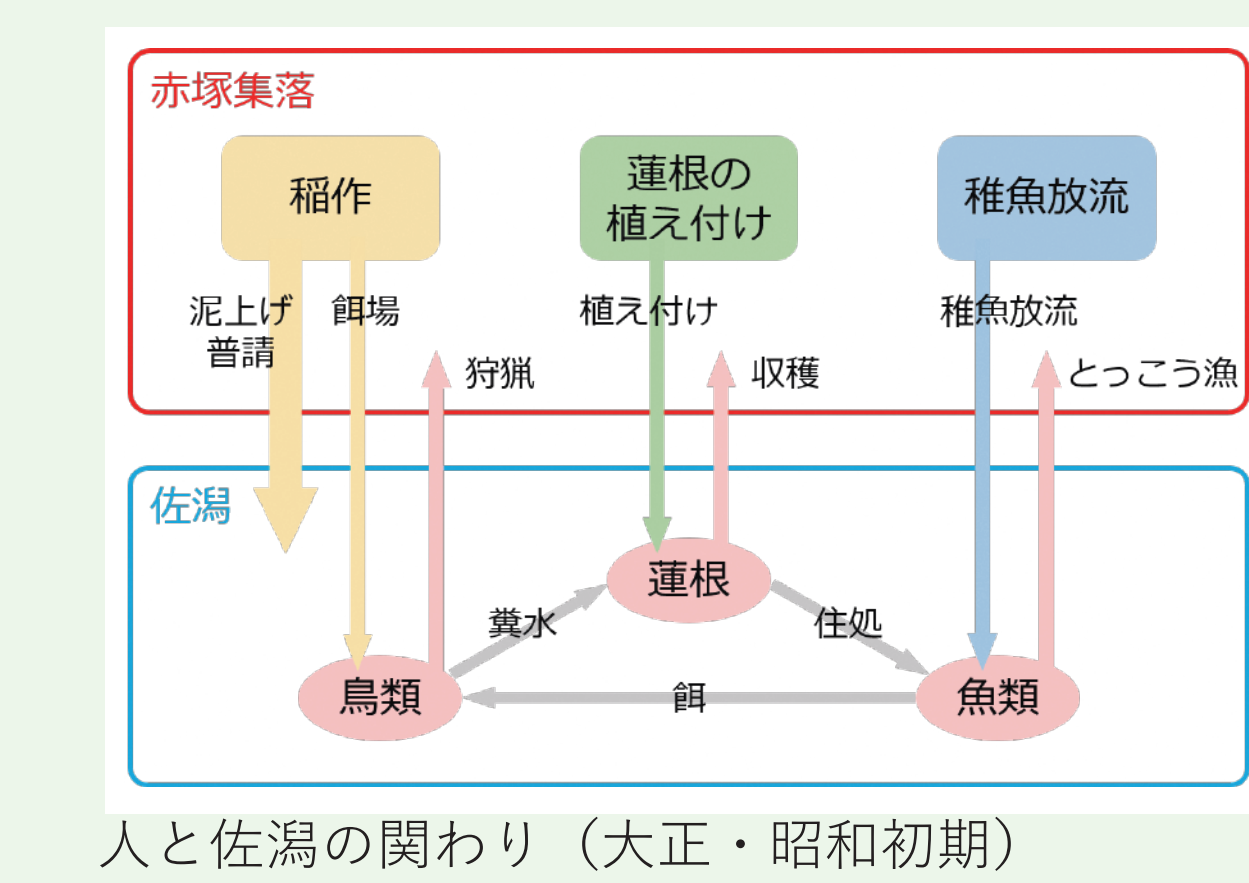 赤塚集落
稲作
蓮根の
植え付け
稚魚放流
泥上げ
普請
餌場
植え付け
稚魚放流
狩猟
収穫
とっこう漁
佐潟
蓮根
糞水
住処
鳥類
餌
魚類
人と佐潟の関わり（大正・昭和初期）